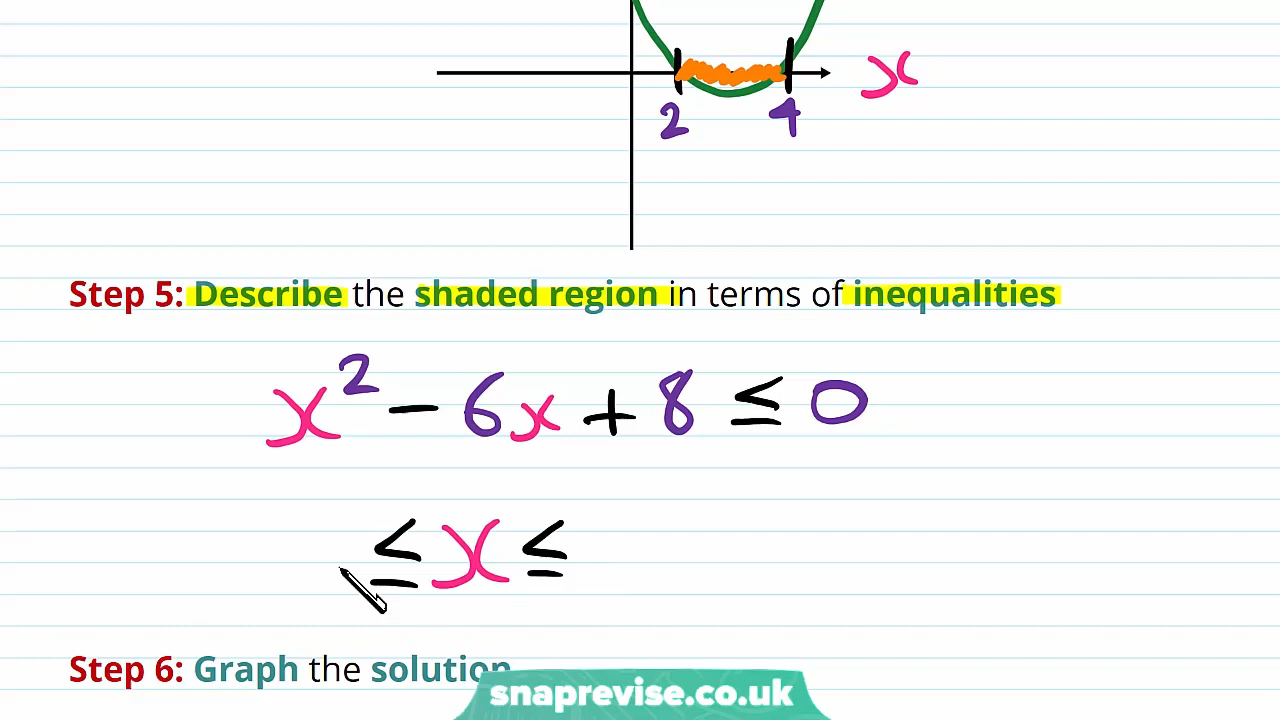 x
2 4
Step 5: Describe the shaded region in terms of inequalities
x² - 6x + 8 ≤ 0
≤ x ≤
Step 6: Graph the solution
snaprevise.co.uk